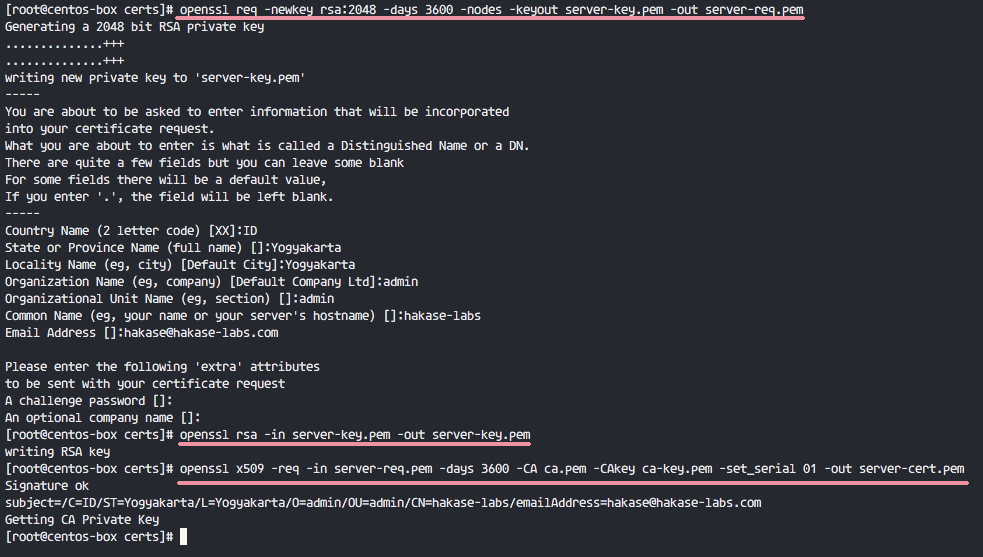 [root@centos-box certs]# openssl req -newkey rsa:2048 -days 3600 -nodes -keyout server-key.pem -out server-req.pem
Generating a 2048 bit RSA private key
..............+++
..............+++
writing new private key to 'server-key.pem'
-----
You are about to be asked to enter information that will be incorporated
into your certificate request.
What you are about to enter is what is called a Distinguished Name or a DN.
There are quite a few fields but you can leave some blank
For some fields there will be a default value,
If you enter '.', the field will be left blank.
-----
Country Name (2 letter code) [XX]:ID
State or Province Name (full name) []:Yogyakarta
Locality Name (eg, city) [Default City]:Yogyakarta
Organization Name (eg, company) [Default Company Ltd]:admin
Organizational Unit Name (eg, section) []:admin
Common Name (eg, your name or your server's hostname) []:hakase-labs
Email Address []:hakase@hakase-labs.com

Please enter the following 'extra' attributes
to be sent with your certificate request
A challenge password []:
An optional company name []:
[root@centos-box certs]# openssl rsa -in server-key.pem -out server-key.pem
writing RSA key
[root@centos-box certs]# openssl x509 -req -in server-req.pem -days 3600 -CA ca.pem -CAkey ca-key.pem -set_serial 01 -out server-cert.pem
Signature ok
subject=/C=ID/ST=Yogyakarta/L=Yogyakarta/O=admin/OU=admin/CN=hakase-labs/emailAddress=hakase@hakase-labs.com
Getting CA Private Key
[root@centos-box certs]#